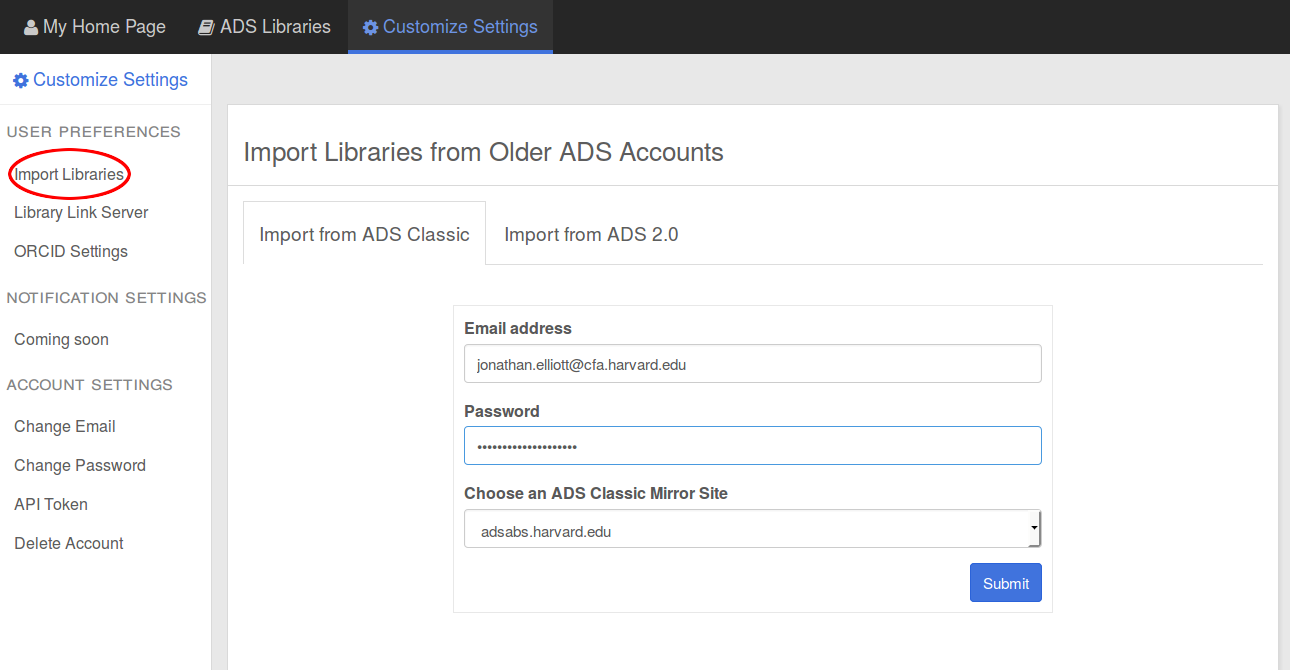 My Home Page ADS Libraries Customize Settings
Customize Settings
USER PREFERENCES
Import Libraries
Library Link Server
ORCID Settings
NOTIFICATION SETTINGS
Coming soon
ACCOUNT SETTINGS
Change Email
Change Password
API Token
Delete Account
Import Libraries from Older ADS Accounts
Import from ADS Classic Import from ADS 2.0
Email address
jonathan.elliott@cfa.harvard.edu
Password
••••••••••••••••••••
Choose an ADS Classic Mirror Site
adsabs.harvard.edu
Submit